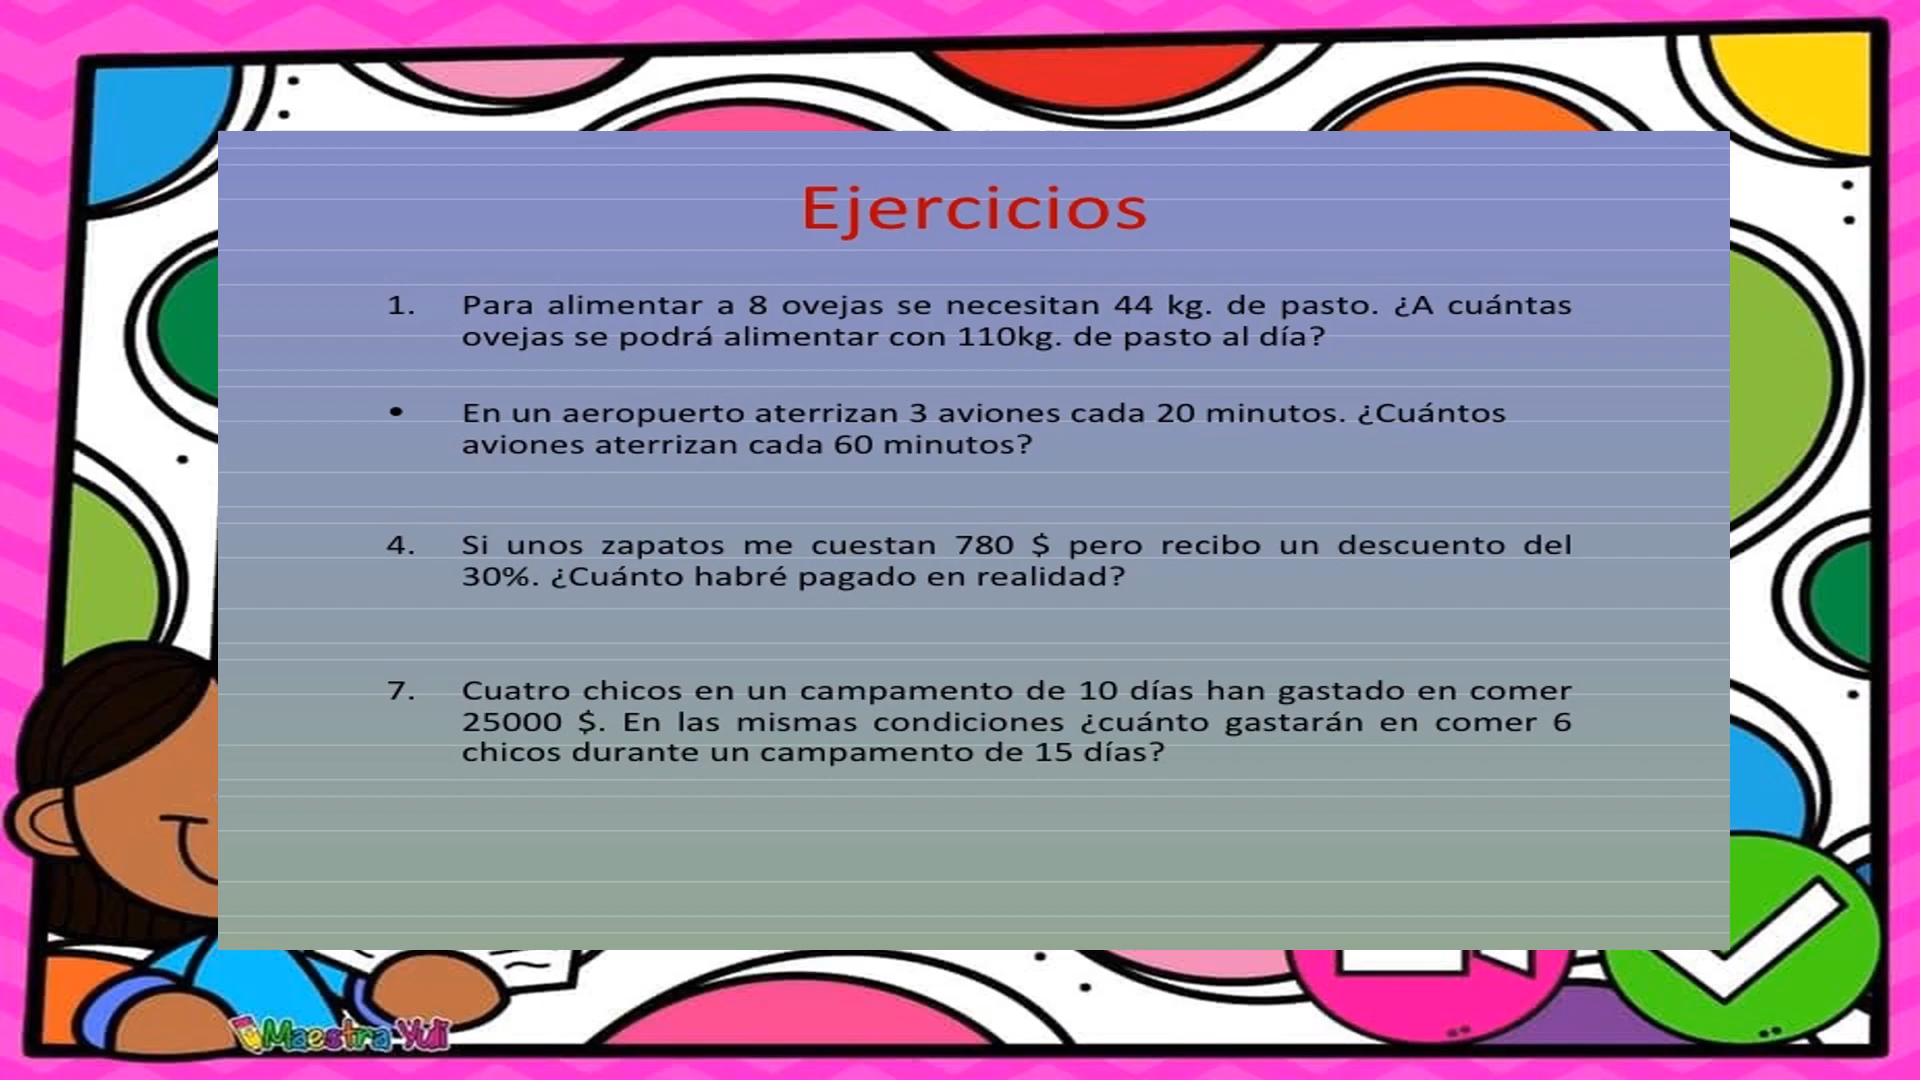 Ejercicios
1. Para alimentar a 8 ovejas se necesitan 44 kg. de pasto. ¿A cuántas
ovejas se podrá alimentar con 110kg. de pasto al día?
• En un aeropuerto aterrizan 3 aviones cada 20 minutos. ¿Cuántos
aviones aterrizan cada 60 minutos?
4. Si unos zapatos me cuestan 780 $ pero recibo un descuento del
30%. ¿Cuánto habré pagado en realidad?
7. Cuatro chicos en un campamento de 10 días han gastado en comer
25000 $. En las mismas condiciones ¿cuánto gastarán en comer 6
chicos durante un campamento de 15 días?
Maestra Yuli